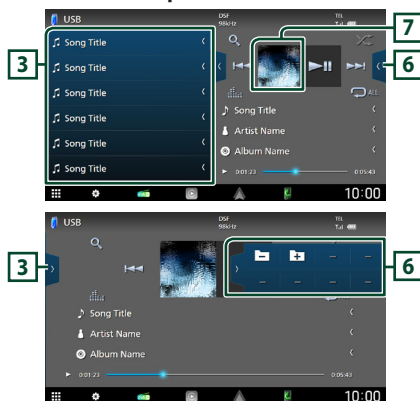 USB DSF 98kHz TEL
7
Song Title
3
6
Song Title
ALL
Song Title
Song Title Song Title
Song Title Artist Name
Song Title Album Name
0:01:23 0:05:43
10:00
USB DSF 98kHz TEL
3
6
Song Title
Artist Name
Album Name
0:01:23 0:05:43
10:00